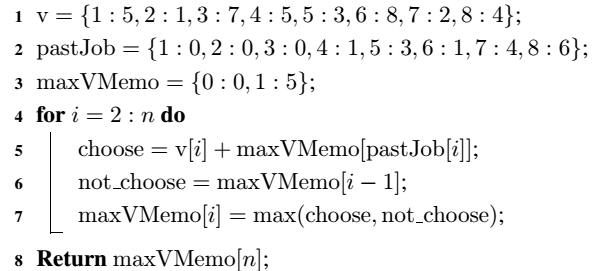 1 v = {1 : 5, 2 : 1, 3 : 7, 4 : 5, 5 : 3, 6 : 8, 7 : 2, 8 : 4};
2 pastJob = {1 : 0, 2 : 0, 3 : 0, 4 : 1, 5 : 3, 6 : 1, 7 : 4, 8 : 6};
3 maxVMemo = {0 : 0, 1 : 5};
4 for i = 2 : n do
5 choose = v[i] + maxVMemo[pastJob[i]];
6 not_choose = maxVMemo[i − 1];
7 maxVMemo[i] = max(choose, not_choose);
8 Return maxVMemo[n];